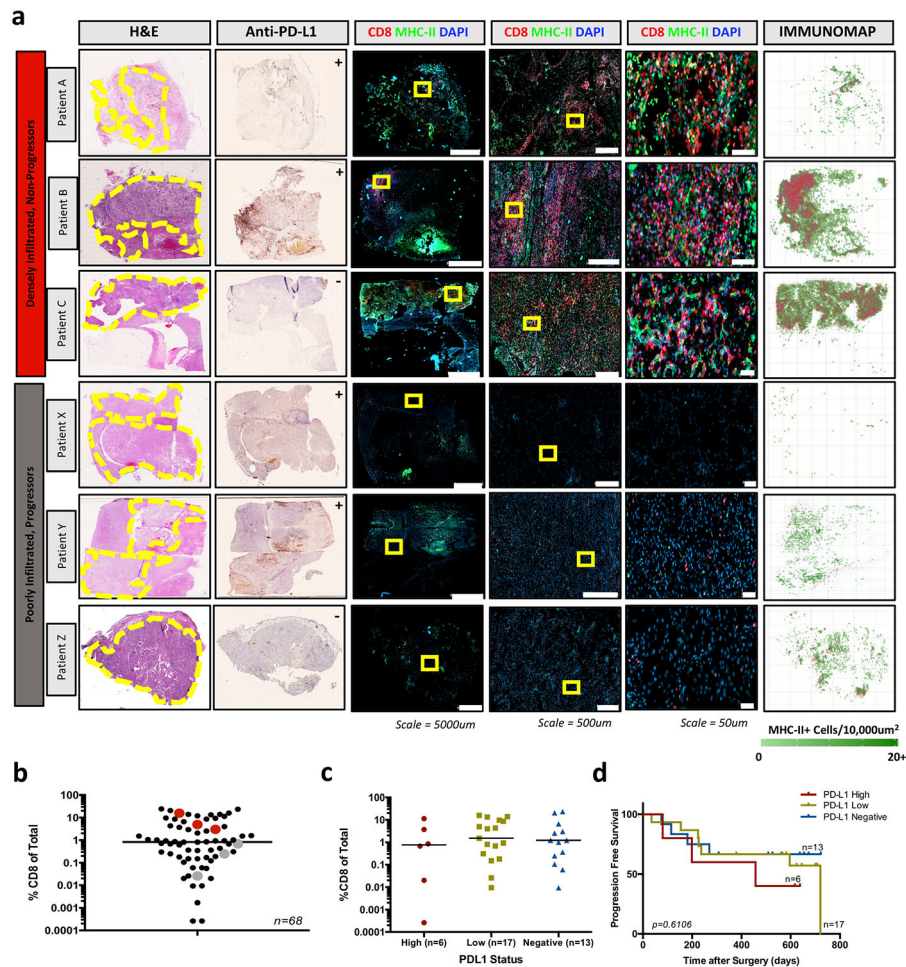 a
H&E
Anti-PD-L1
CD8 MHC-II DAPI
CD8 MHC-II DAPI
CD8 MHC-II DAPI
IMMUNOMAP
Densely Infiltrated, Non-Progressors
Patient A
+
Patient B
+
Patient C
-
Poorly Infiltrated, Progressors
Patient X
+
Patient Y
+
Patient Z
-
Scale = 5000um
Scale = 500um
Scale = 50um
MHC-II+ Cells/10,000um²
0
20+
b
% CD8 of Total
100
10
1
0.1
0.01
0.001
0.0001
n=68
c
% CD8 of Total
100
10
1
0.1
0.01
0.001
0.0001
High (n=6)
Low (n=17)
Negative (n=13)
PDL1 Status
d
PD-L1 High
PD-L1 Low
PD-L1 Negative
Progression Free Survival
100
50
0
n=13
n=6
n=17
p=0.6106
0
200
400
600
800
Time after Surgery (days)